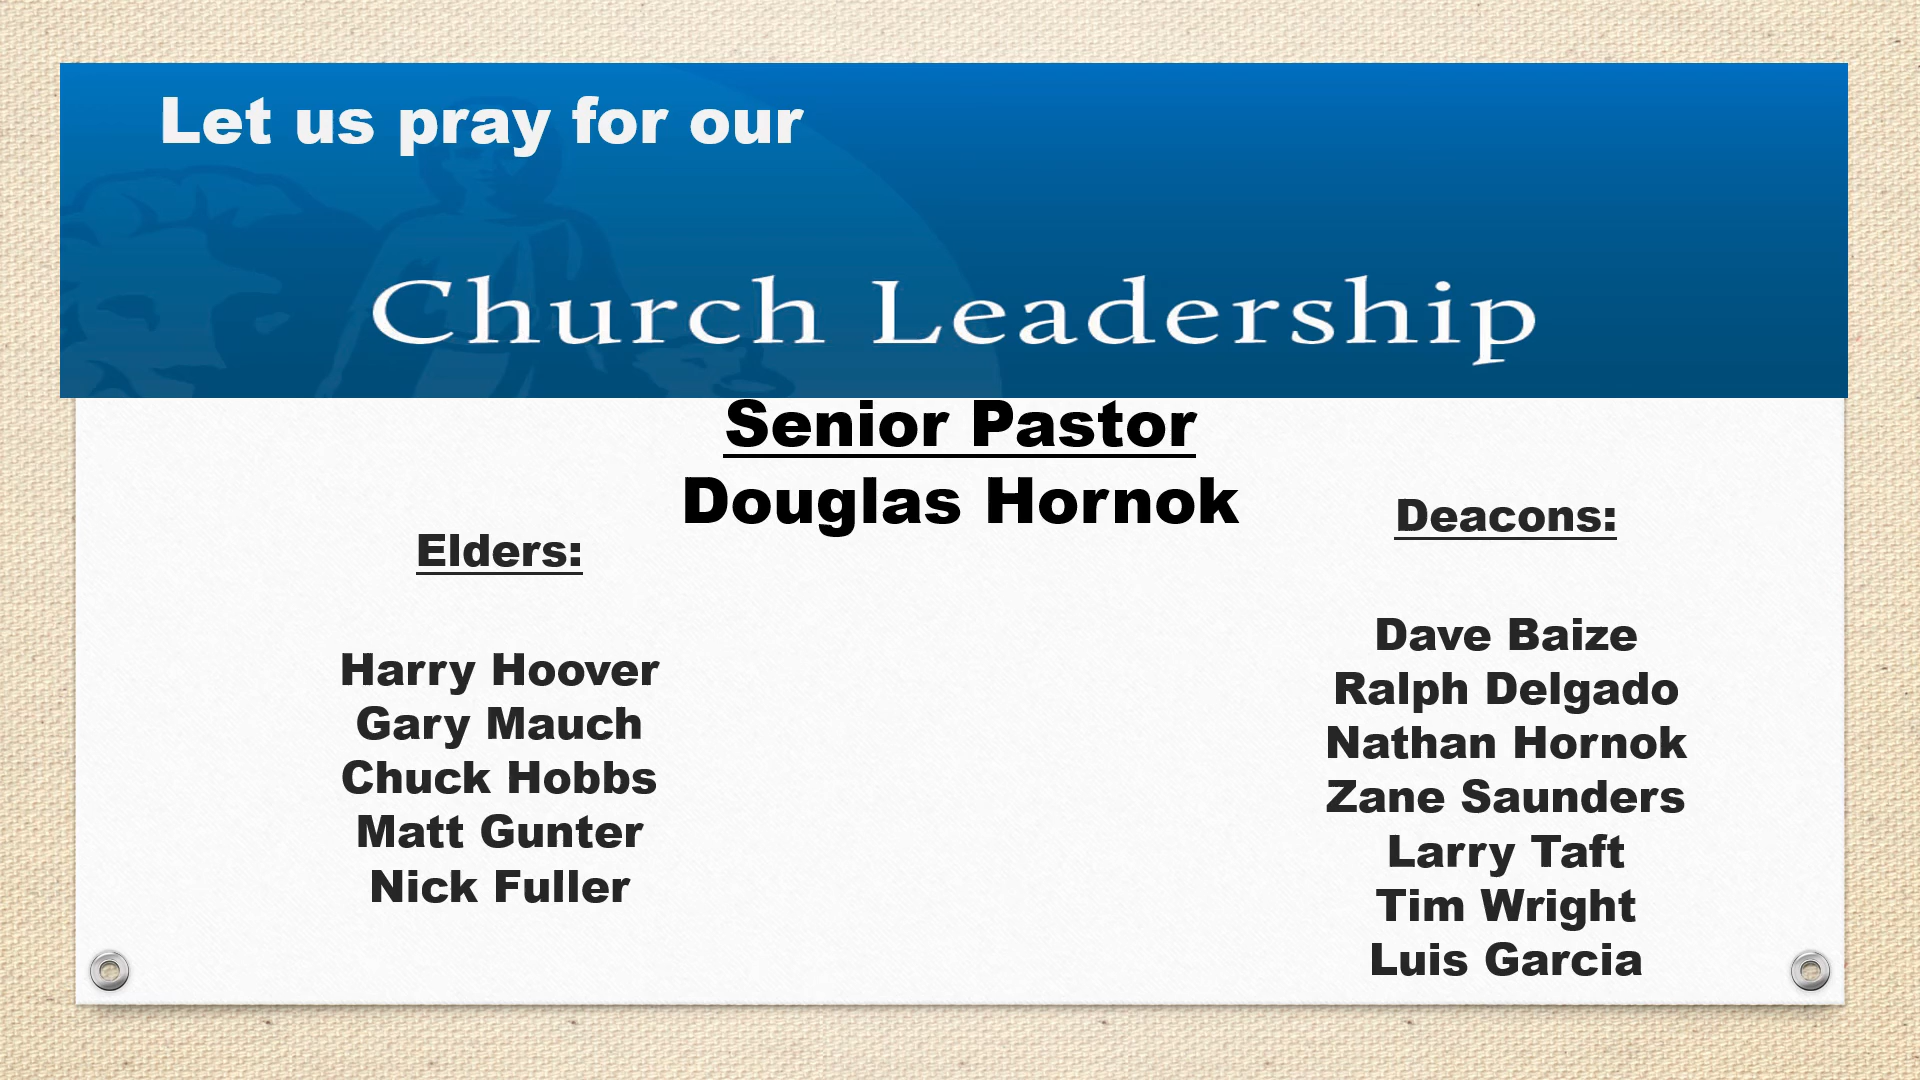 Let us pray for our
Church Leadership
Senior Pastor
Douglas Hornok
Elders:
Harry Hoover
Gary Mauch
Chuck Hobbs
Matt Gunter
Nick Fuller
Deacons:
Dave Baize
Ralph Delgado
Nathan Hornok
Zane Saunders
Larry Taft
Tim Wright
Luis Garcia